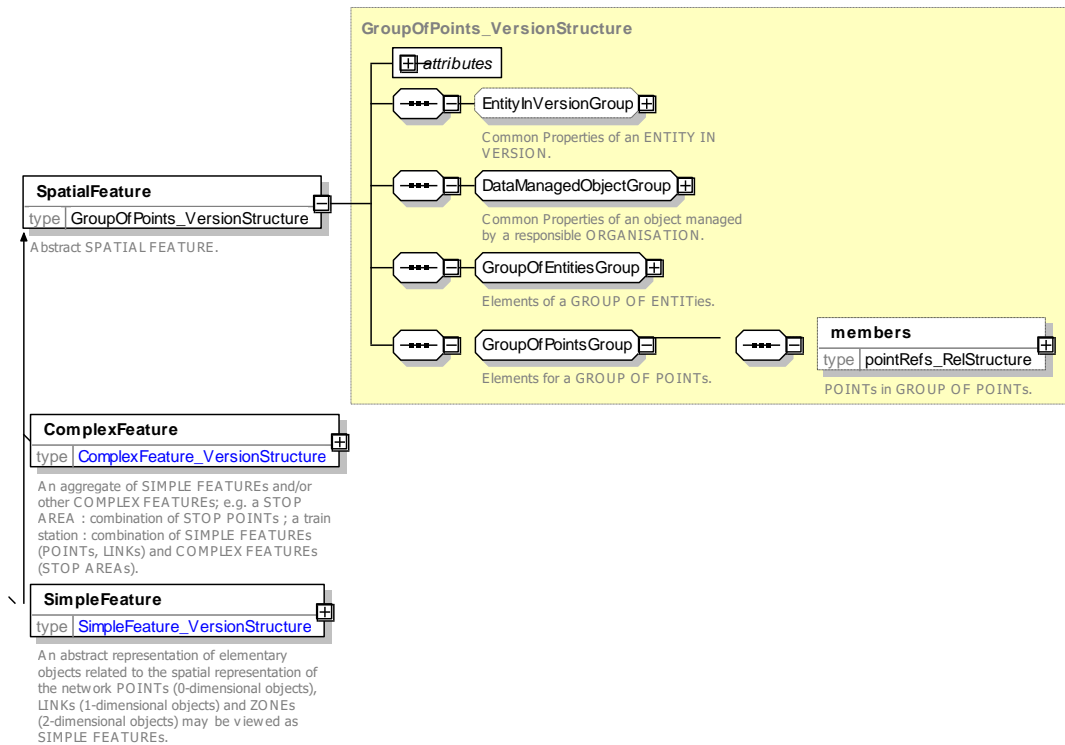 GroupOfPoints_VersionStructure
attributes
EntityInVersionGroup
Common Properties of an ENTITY IN
VERSION.
SpatialFeature
type GroupOfPoints_VersionStructure
Abstract SPATIAL FEATURE.
DataManagedObjectGroup
Common Properties of an object managed
by a responsible ORGANISATION.
GroupOfEntitiesGroup
Elements of a GROUP OF ENTITies.
GroupOfPointsGroup
Elements for a GROUP OF POINTs.
members
type pointRefs_RelStructure
POINTs in GROUP OF POINTs.
ComplexFeature
type ComplexFeature_VersionStructure
An aggregate of SIMPLE FEATUREs and/or
other COMPLEX FEATUREs; e.g. a STOP
AREA : combination of STOP POINTs ; a train
station : combination of SIMPLE FEATUREs
(POINTs, LINKs) and COMPLEX FEATUREs
(STOP AREAs).
SimpleFeature
type SimpleFeature_VersionStructure
An abstract representation of elementary
objects related to the spatial representation of
the network POINTs (0-dimensional objects),
LINKs (1-dimensional objects) and ZONEs
(2-dimensional objects) may be viewed as
SIMPLE FEATUREs.